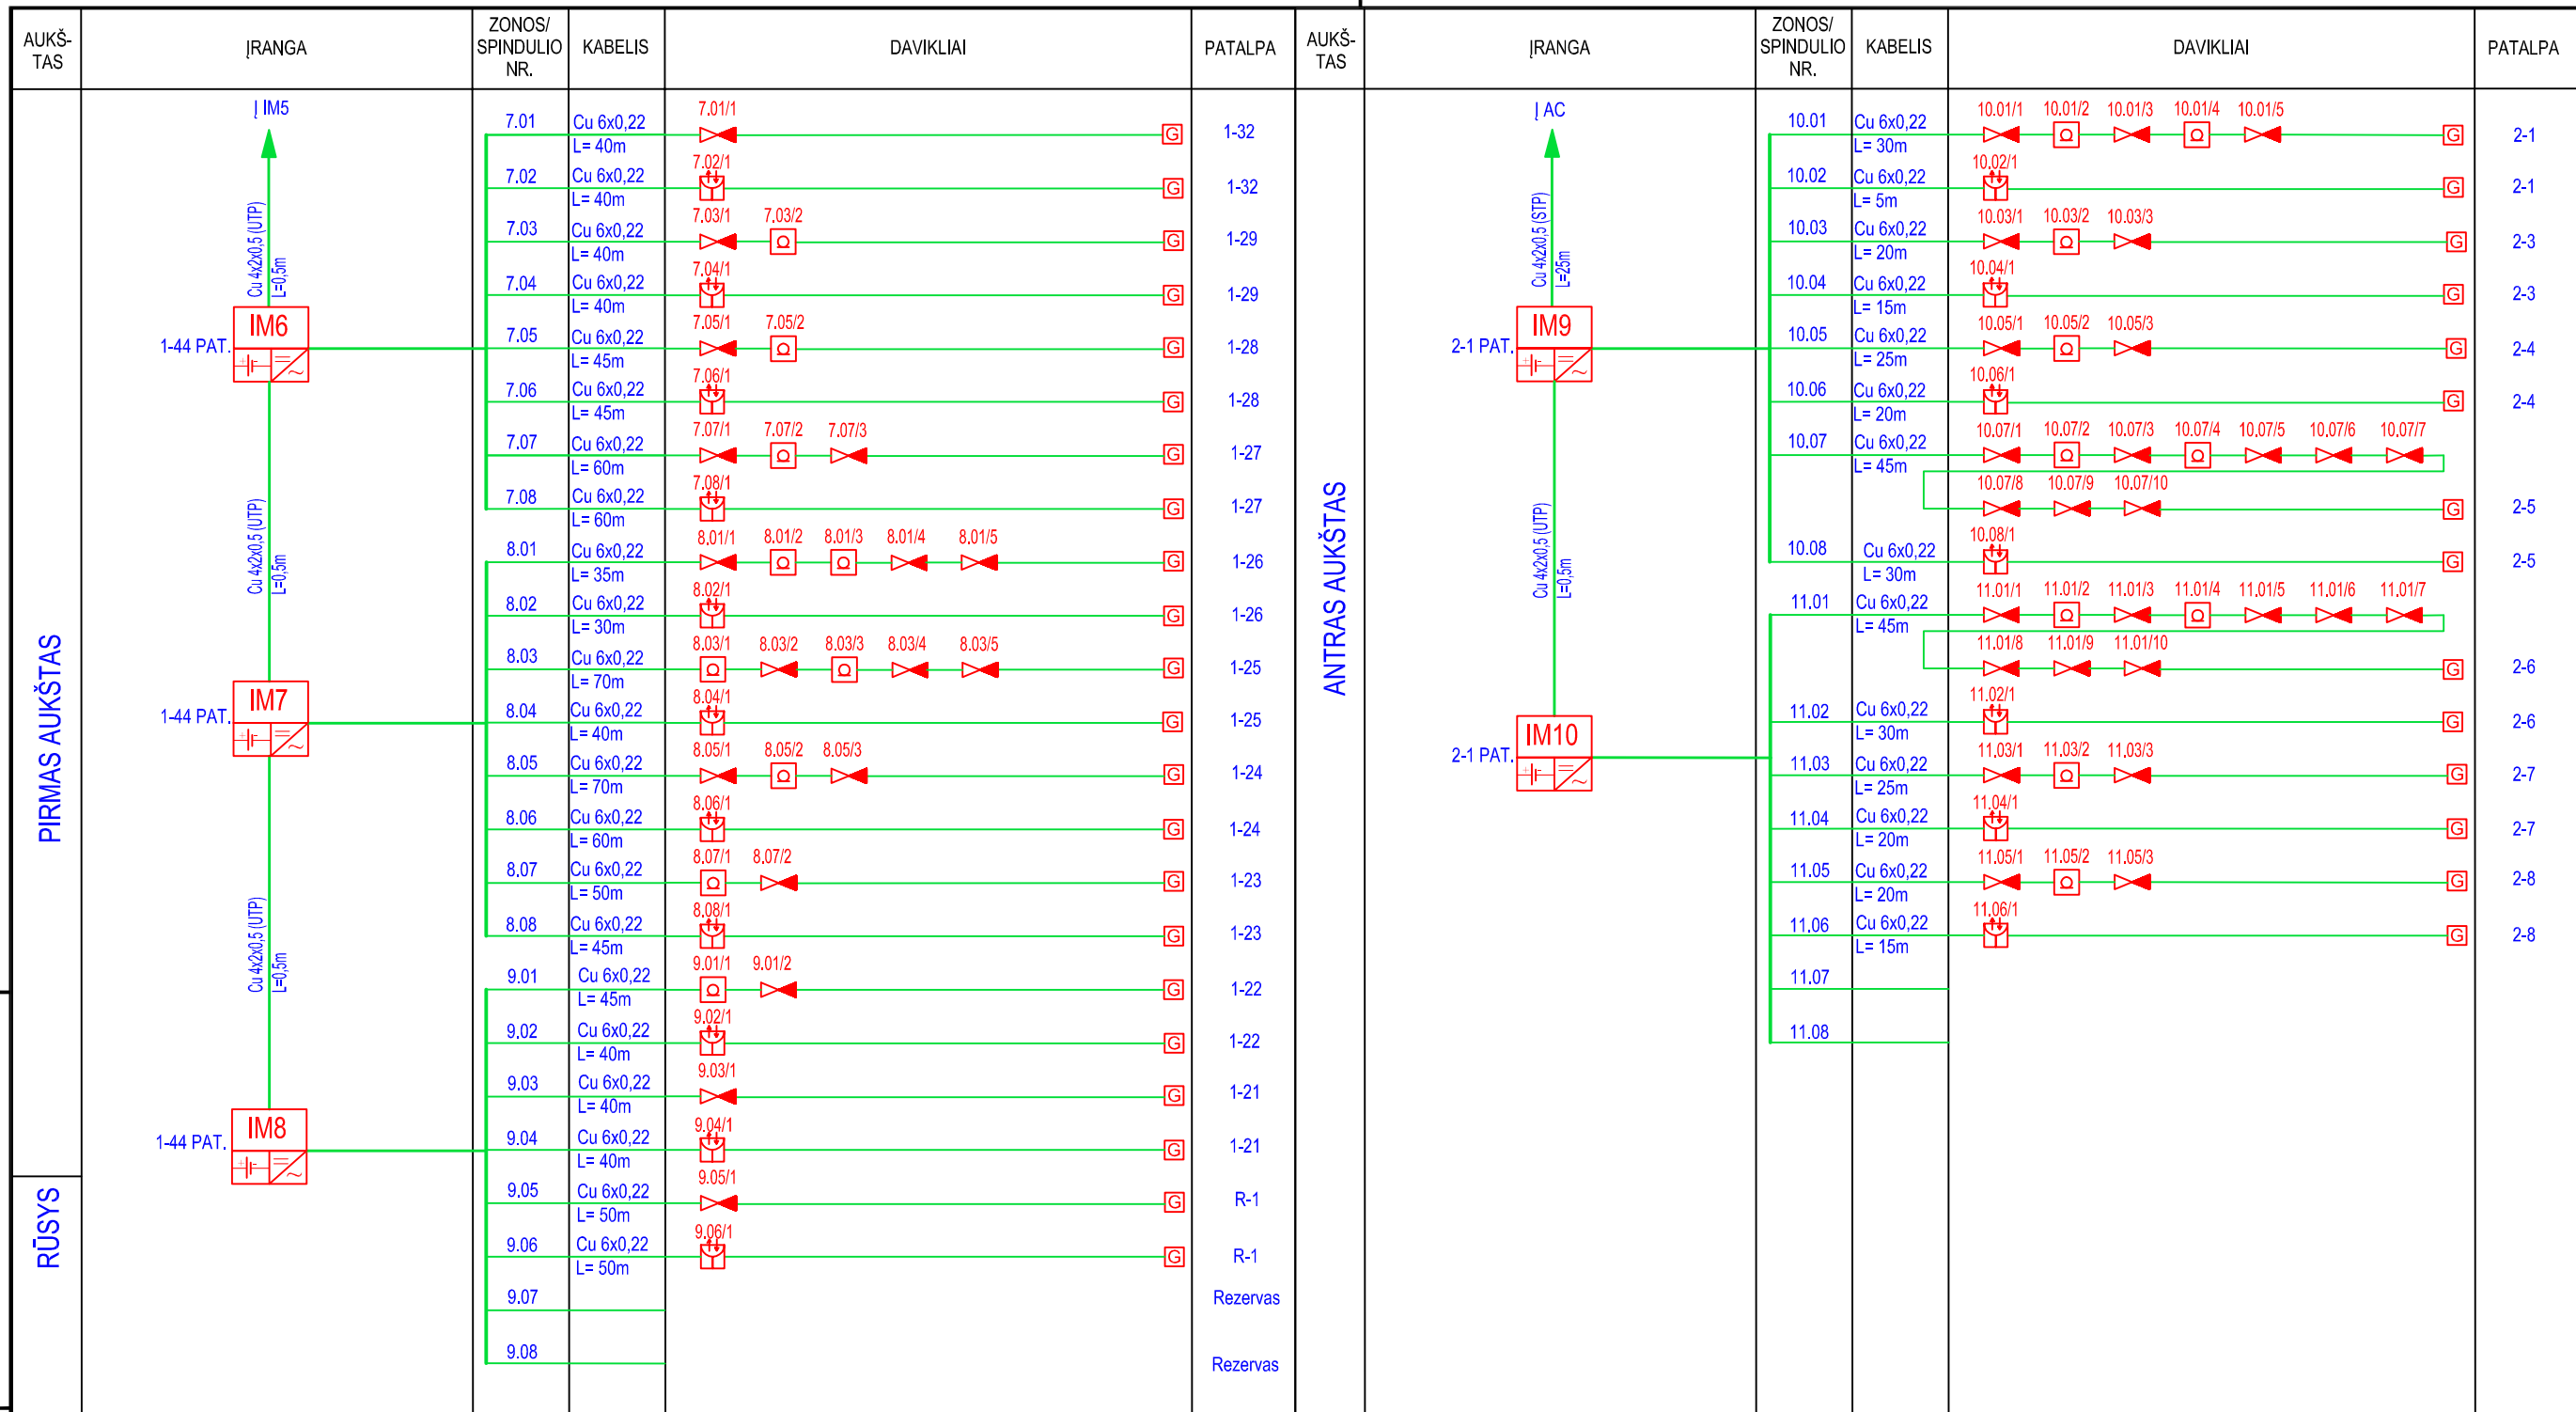 AUKŠ-
TAS
ĮRANGA
ZONOS/
SPINDULIO
NR.
KABELIS
DAVIKLIAI
PATALPA
PIRMAS AUKŠTAS
RŪSYS
Į IM5
Cu 4x2x0,5 (UTP)
L=0,5m
IM6
1-44 PAT.
Cu 4x2x0,5 (UTP)
L=0,5m
IM7
1-44 PAT.
Cu 4x2x0,5 (UTP)
L=0,5m
IM8
1-44 PAT.
7.01 Cu 6x0,22 7.01/1
L= 40m G 1-32
7.02 Cu 6x0,22 7.02/1
L= 40m G 1-32
7.03 Cu 6x0,22 7.03/1 7.03/2
L= 40m Ω G 1-29
7.04 Cu 6x0,22 7.04/1
L= 40m G 1-29
7.05 Cu 6x0,22 7.05/1 7.05/2
L= 45m Ω G 1-28
7.06 Cu 6x0,22 7.06/1
L= 45m G 1-28
7.07 Cu 6x0,22 7.07/1 7.07/2 7.07/3
L= 60m Ω G 1-27
7.08 Cu 6x0,22 7.08/1
L= 60m G 1-27
8.01 Cu 6x0,22 8.01/1 8.01/2 8.01/3 8.01/4 8.01/5
L= 35m Ω Ω G 1-26
8.02 Cu 6x0,22 8.02/1
L= 30m G 1-26
8.03 Cu 6x0,22 8.03/1 8.03/2 8.03/3 8.03/4 8.03/5
L= 70m Ω Ω G 1-25
8.04 Cu 6x0,22 8.04/1
L= 40m G 1-25
8.05 Cu 6x0,22 8.05/1 8.05/2 8.05/3
L= 70m Ω G 1-24
8.06 Cu 6x0,22 8.06/1
L= 60m G 1-24
8.07 Cu 6x0,22 8.07/1 8.07/2
L= 50m Ω G 1-23
8.08 Cu 6x0,22 8.08/1
L= 45m G 1-23
9.01 Cu 6x0,22 9.01/1 9.01/2
L= 45m Ω G 1-22
9.02 Cu 6x0,22 9.02/1
L= 40m G 1-22
9.03 Cu 6x0,22 9.03/1
L= 40m G 1-21
9.04 Cu 6x0,22 9.04/1
L= 40m G 1-21
9.05 Cu 6x0,22 9.05/1
L= 50m G R-1
9.06 Cu 6x0,22 9.06/1
L= 50m G R-1
9.07 Rezervas
9.08 Rezervas
AUKŠ-
TAS
ĮRANGA
ZONOS/
SPINDULIO
NR.
KABELIS
DAVIKLIAI
PATALPA
ANTRAS AUKŠTAS
Į AC
Cu 4x2x0,5 (STP)
L=25m
IM9
2-1 PAT.
Cu 4x2x0,5 (UTP)
L=0,5m
IM10
2-1 PAT.
10.01 Cu 6x0,22 10.01/1 10.01/2 10.01/3 10.01/4 10.01/5
L= 30m Ω Ω G 2-1
10.02 Cu 6x0,22 10.02/1
L= 5m G 2-1
10.03 Cu 6x0,22 10.03/1 10.03/2 10.03/3
L= 20m Ω G 2-3
10.04 Cu 6x0,22 10.04/1
L= 15m G 2-3
10.05 Cu 6x0,22 10.05/1 10.05/2 10.05/3
L= 25m Ω G 2-4
10.06 Cu 6x0,22 10.06/1
L= 20m G 2-4
10.07 Cu 6x0,22 10.07/1 10.07/2 10.07/3 10.07/4 10.07/5 10.07/6 10.07/7
L= 45m Ω Ω
10.07/8 10.07/9 10.07/10
G 2-5
10.08 Cu 6x0,22 10.08/1
L= 30m G 2-5
11.01 Cu 6x0,22 11.01/1 11.01/2 11.01/3 11.01/4 11.01/5 11.01/6 11.01/7
L= 45m Ω Ω
11.01/8 11.01/9 11.01/10
G 2-6
11.02 Cu 6x0,22 11.02/1
L= 30m G 2-6
11.03 Cu 6x0,22 11.03/1 11.03/2 11.03/3
L= 25m Ω G 2-7
11.04 Cu 6x0,22 11.04/1
L= 20m G 2-7
11.05 Cu 6x0,22 11.05/1 11.05/2 11.05/3
L= 20m Ω G 2-8
11.06 Cu 6x0,22 11.06/1
L= 15m G 2-8
11.07
11.08